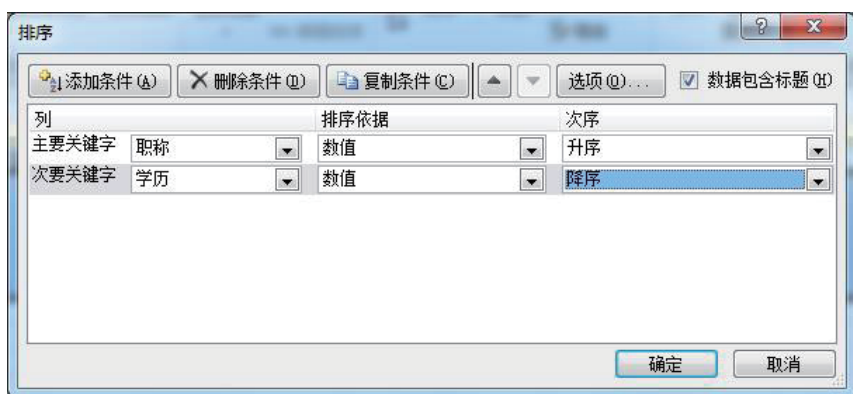 排序
添加条件(A) 删除条件(D) 复制条件(C) 选项(O)... 数据包含标题(H)
列 排序依据 次序
主要关键字 职称 数值 升序
次要关键字 学历 数值 降序
确定 取消